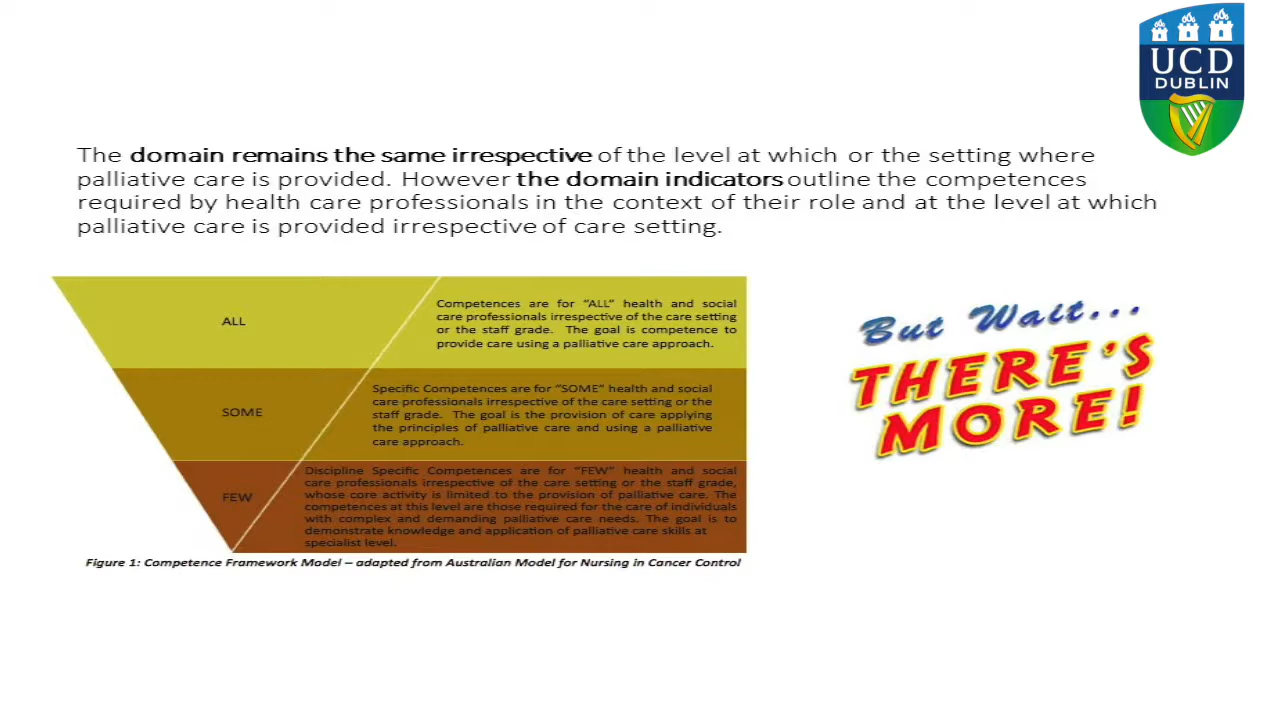 UCD
DUBLIN
The domain remains the same irrespective of the level at which or the setting where
palliative care is provided. However the domain indicators outline the competences
required by health care professionals in the context of their role and at the level at which
palliative care is provided irrespective of care setting.
ALL
Competences are for “ALL” health and social
care professionals irrespective of the care setting
or the staff grade. The goal is competence to
provide care using a palliative care approach.
SOME
Specific Competences are for “SOME” health and social
care professionals irrespective of the care setting or the
staff grade. The goal is the provision of care applying
the principles of palliative care and using a palliative
care approach.
FEW
Discipline Specific Competences are for “FEW” health and social
care professionals irrespective of the care setting or the staff grade,
whose core activity is limited to the provision of palliative care. The
competences at this level are those required for the care of individuals
with complex and demanding palliative care needs. The goal is to
demonstrate knowledge and application of palliative care skills at
specialist level.
Figure 1: Competence Framework Model – adapted from Australian Model for Nursing in Cancer Control
But Wait...
THERE'S
MORE!